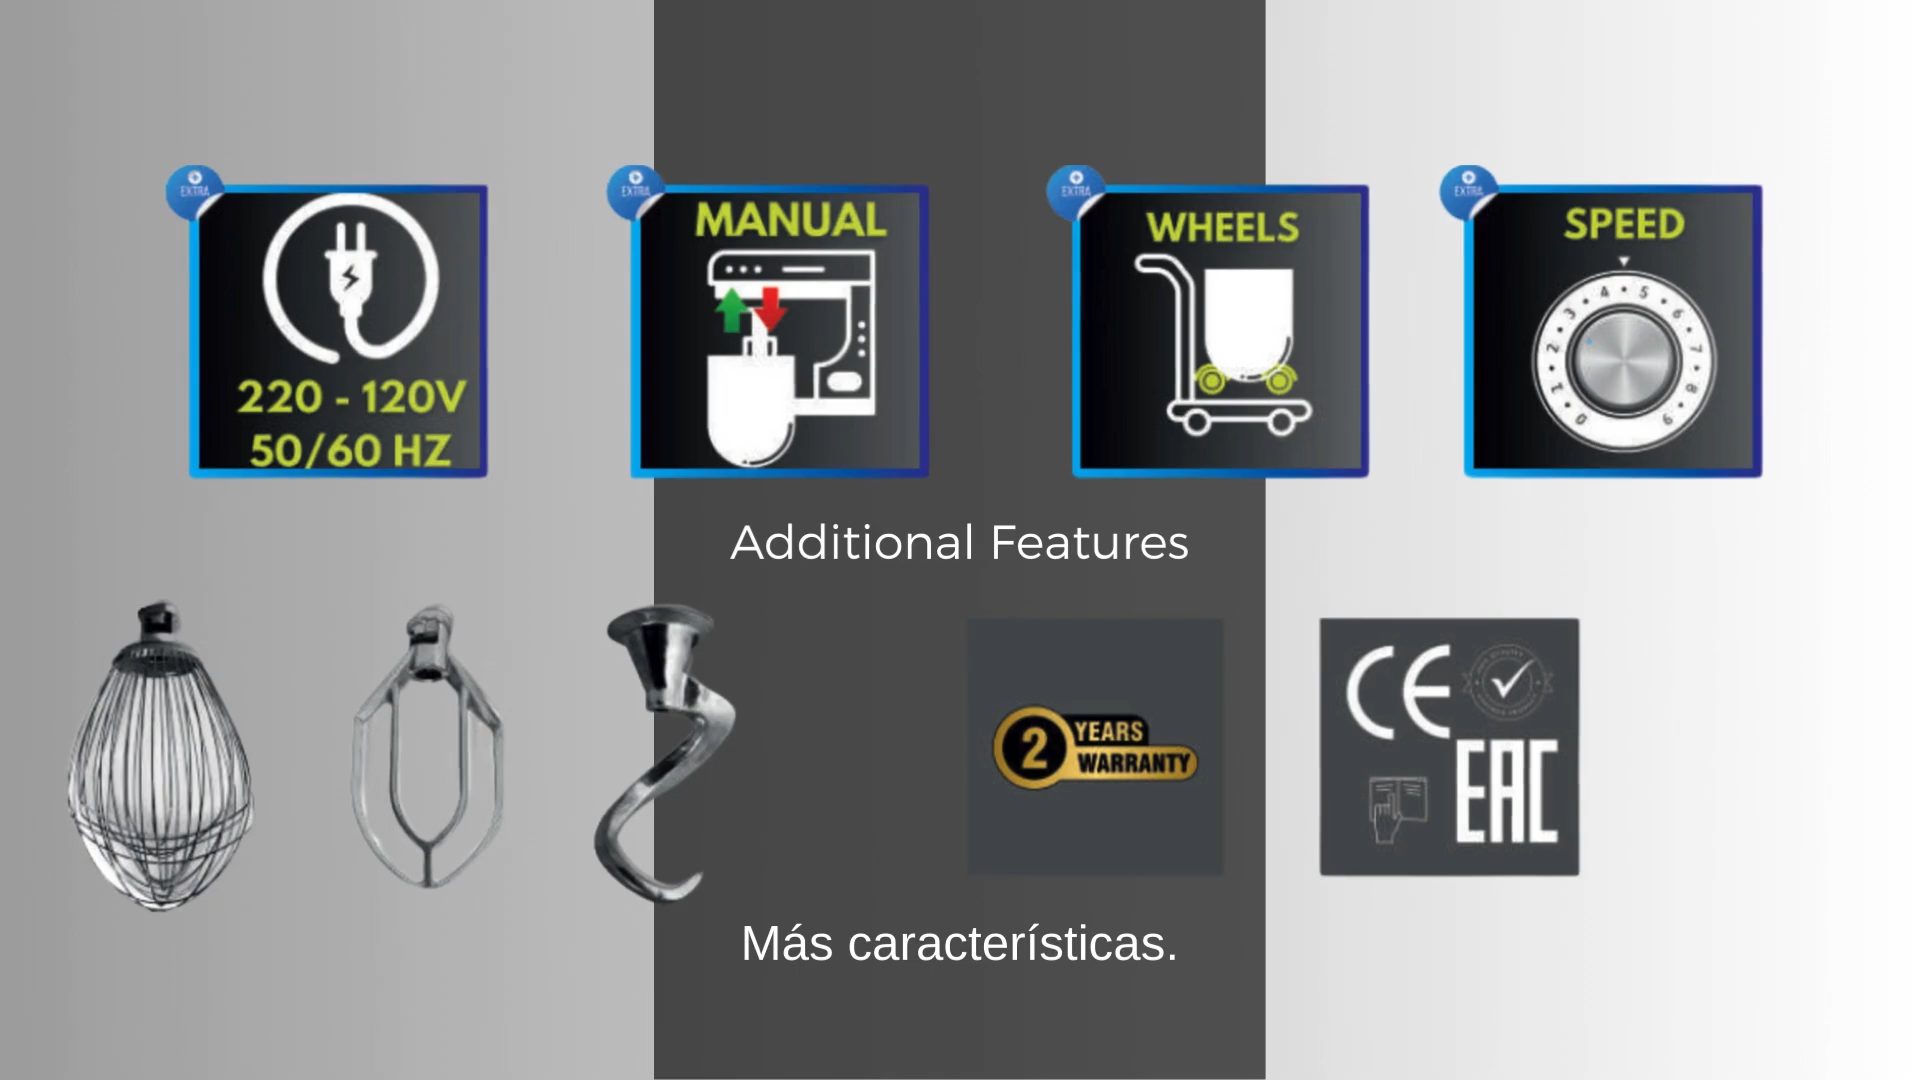 EXTRA
220 - 120V
50/60 HZ
EXTRA
MANUAL
EXTRA
WHEELS
EXTRA
SPEED
0 1 2 3 4 5 6 7 8 9
Additional Features
2 YEARS
WARRANTY
CE
EAC
Más características.